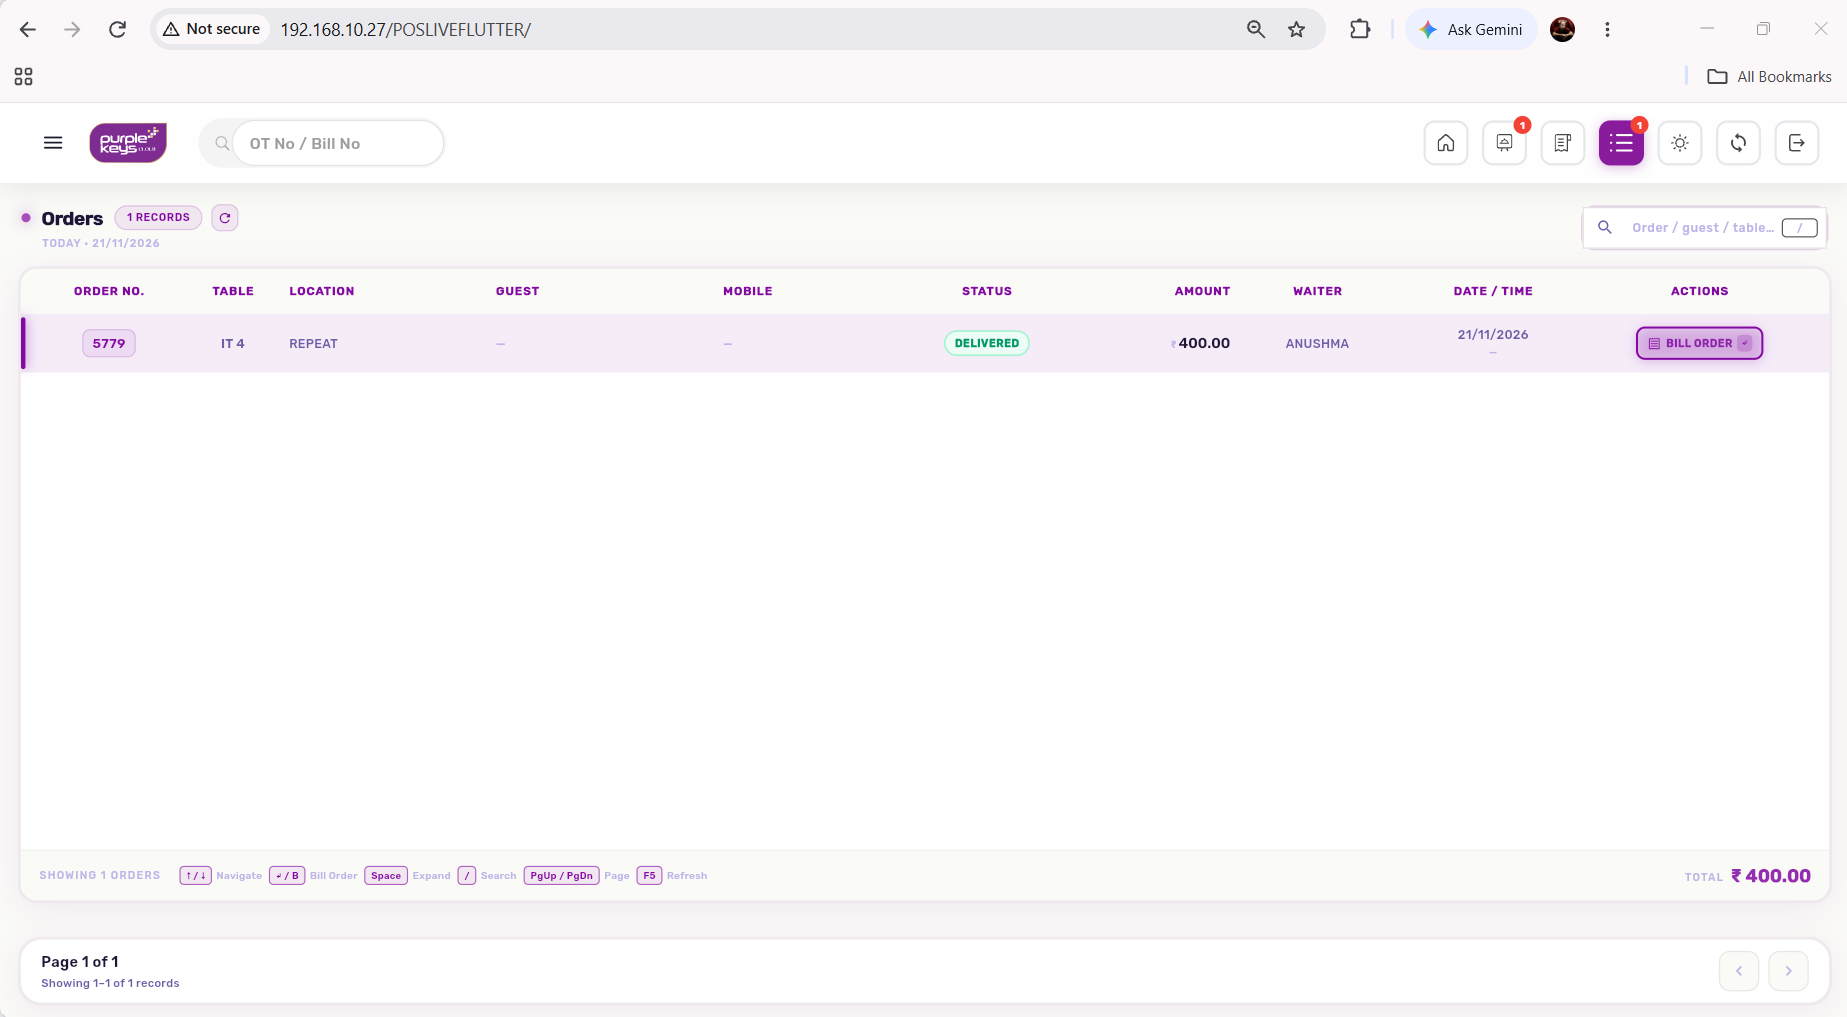 Not secure 192.168.10.27/POSLIVEFLUTTER/ Ask Gemini
All Bookmarks
purple keys CLOUD OT No / Bill No 1 1
Orders 1 RECORDS
TODAY • 21/11/2026
Order / guest / table... /
ORDER NO. TABLE LOCATION GUEST MOBILE STATUS AMOUNT WAITER DATE / TIME ACTIONS
5779 IT 4 REPEAT – – DELIVERED ₹ 400.00 ANUSHMA 21/11/2026 BILL ORDER ↲
–
SHOWING 1 ORDERS ↑ / ↓ Navigate ↲ / B Bill Order Space Expand / Search PgUp / PgDn Page F5 Refresh TOTAL ₹ 400.00
Page 1 of 1
Showing 1–1 of 1 records